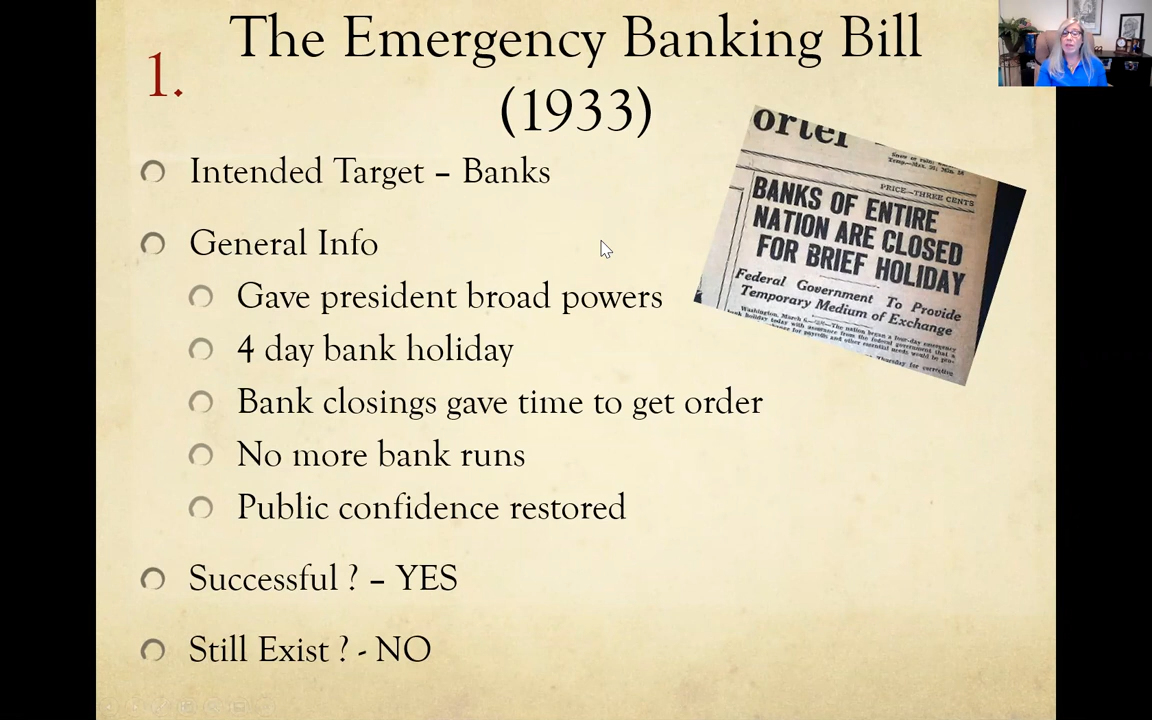 The Emergency Banking Bill
1.
(1933)
Intended Target – Banks
General Info
Gave president broad powers
4 day bank holiday
Bank closings gave time to get order
No more bank runs
Public confidence restored
Successful ? – YES
Still Exist ? - NO
PRICE—THREE CENTS
BANKS OF ENTIRE
NATION ARE CLOSED
FOR BRIEF HOLIDAY
Federal Government To Provide
Temporary Medium of Exchange